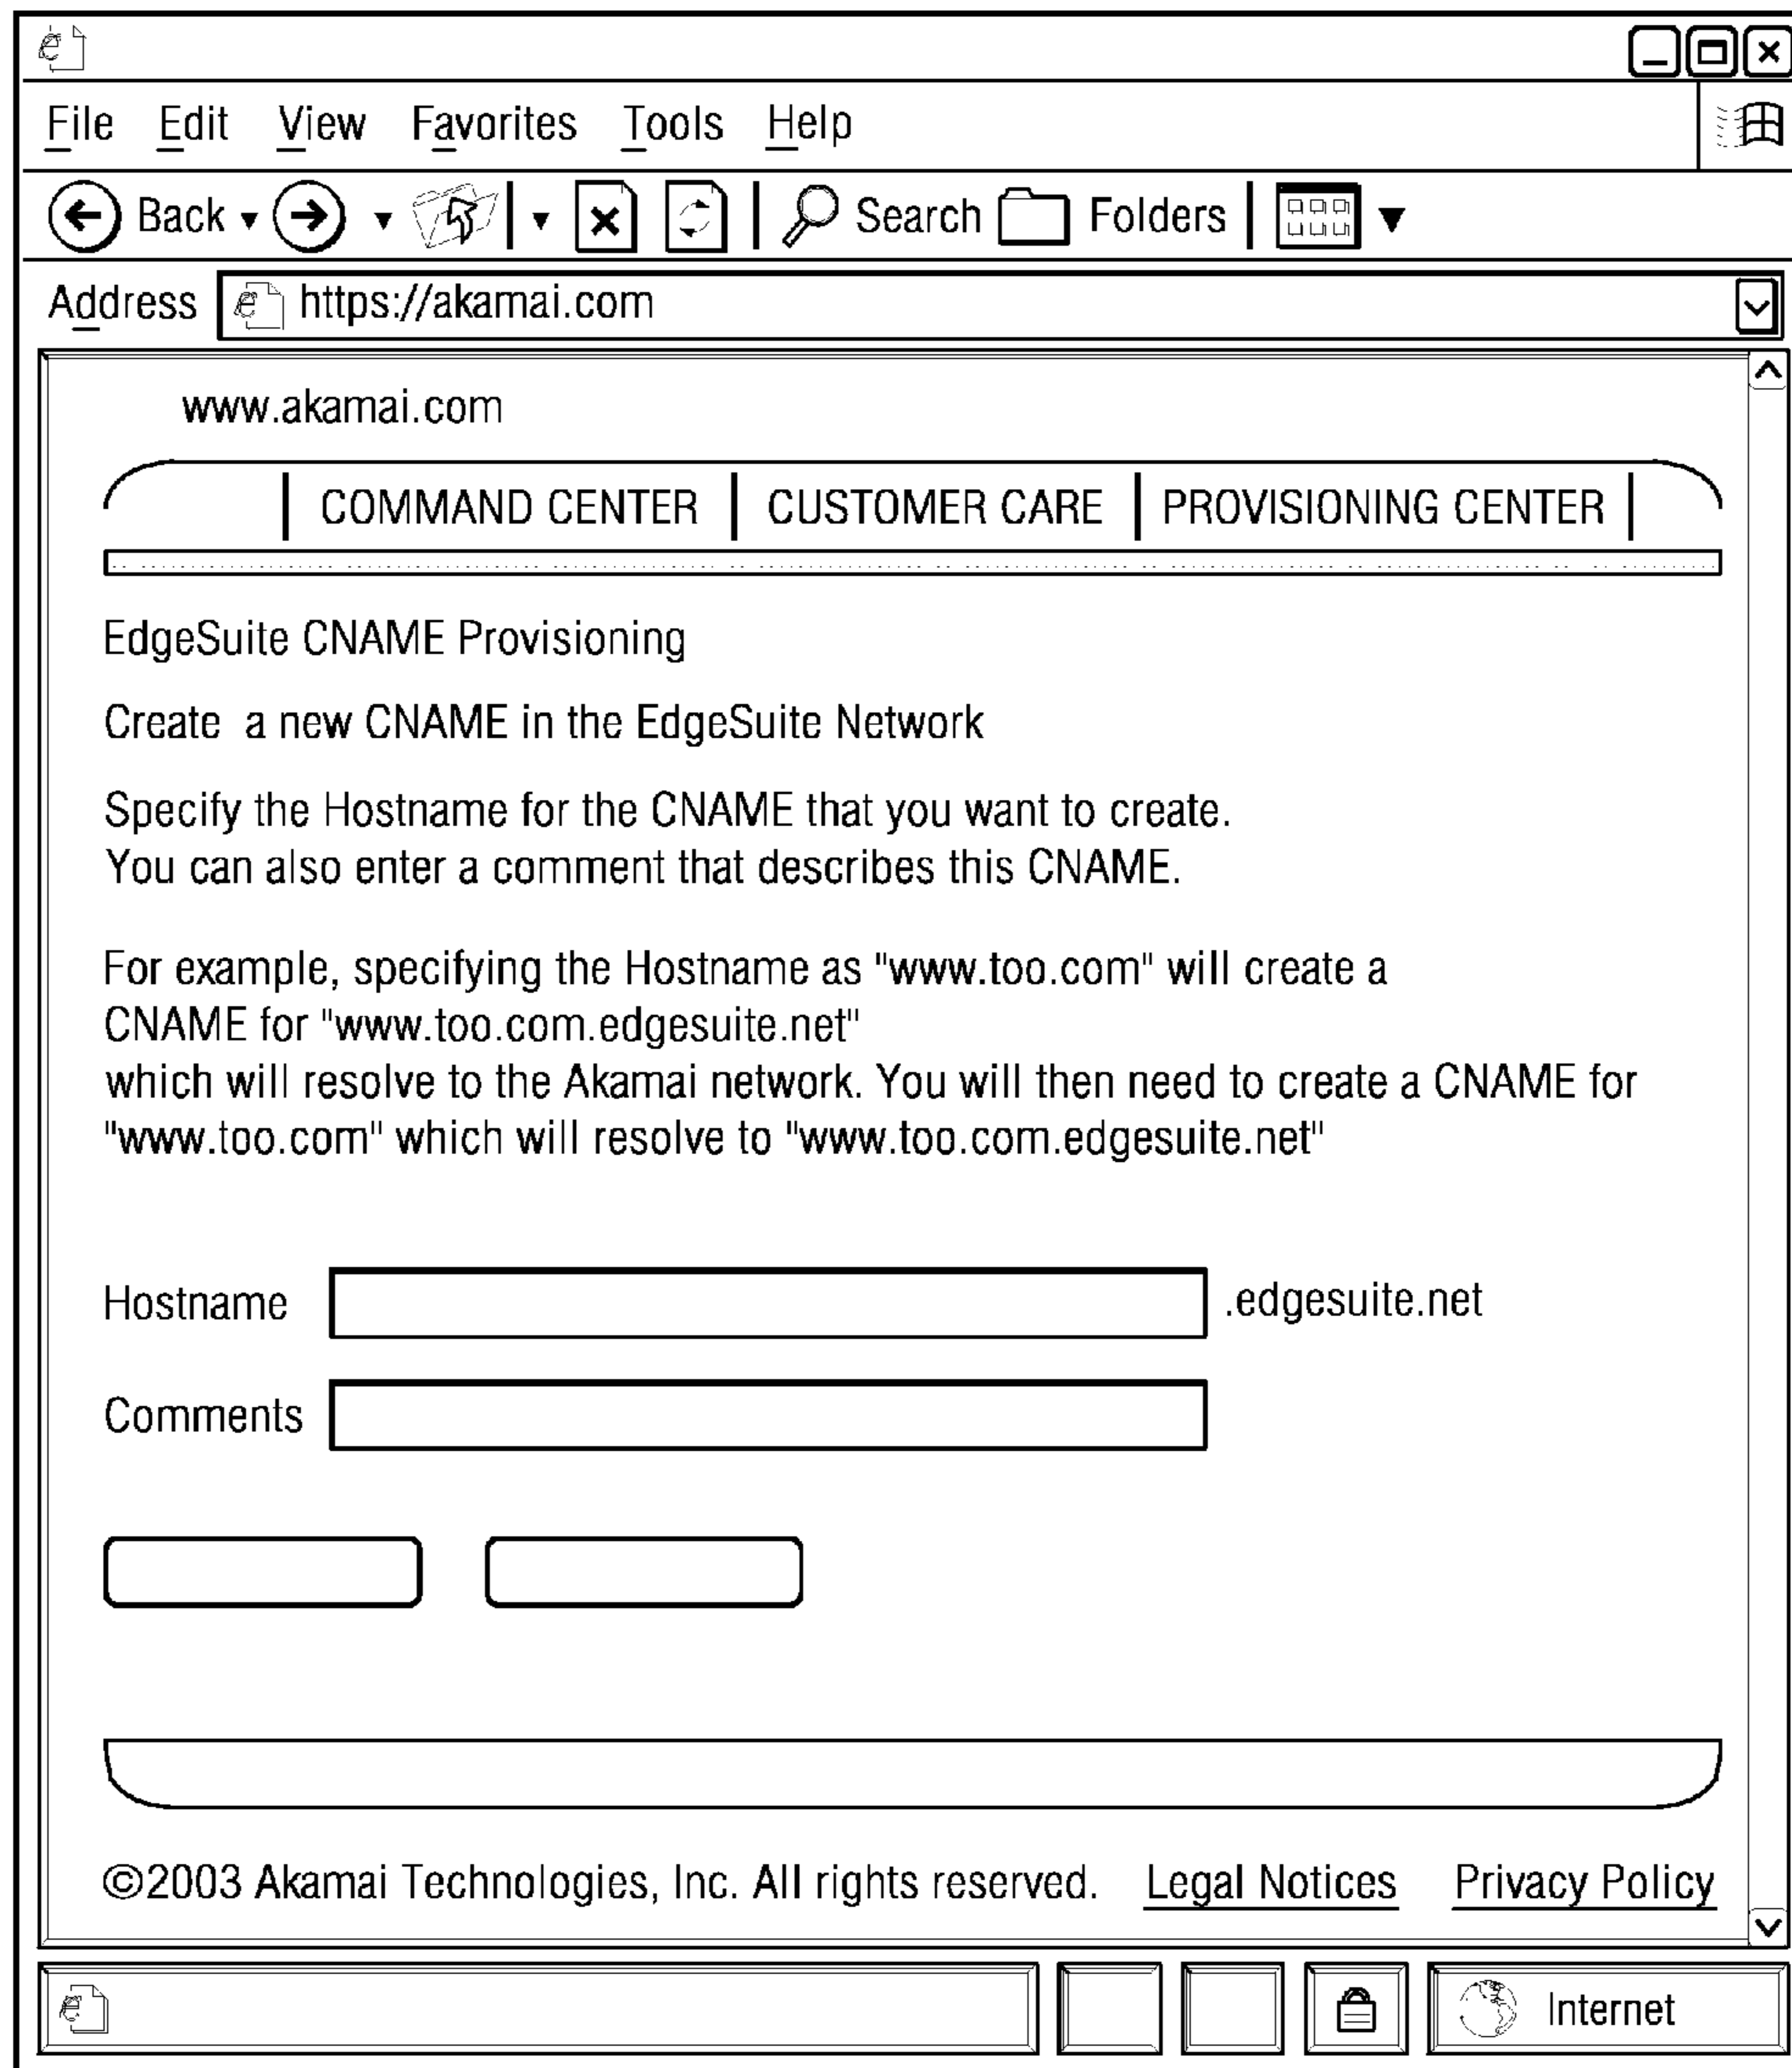 File Edit View Favorites Tools Help
Back Search Folders
Address https://akamai.com
www.akamai.com
COMMAND CENTER CUSTOMER CARE PROVISIONING CENTER
EdgeSuite CNAME Provisioning
Create a new CNAME in the EdgeSuite Network
Specify the Hostname for the CNAME that you want to create.
You can also enter a comment that describes this CNAME.
For example, specifying the Hostname as "www.too.com" will create a
CNAME for "www.too.com.edgesuite.net"
which will resolve to the Akamai network. You will then need to create a CNAME for
"www.too.com" which will resolve to "www.too.com.edgesuite.net"
Hostname .edgesuite.net
Comments
©2003 Akamai Technologies, Inc. All rights reserved. Legal Notices Privacy Policy
Internet